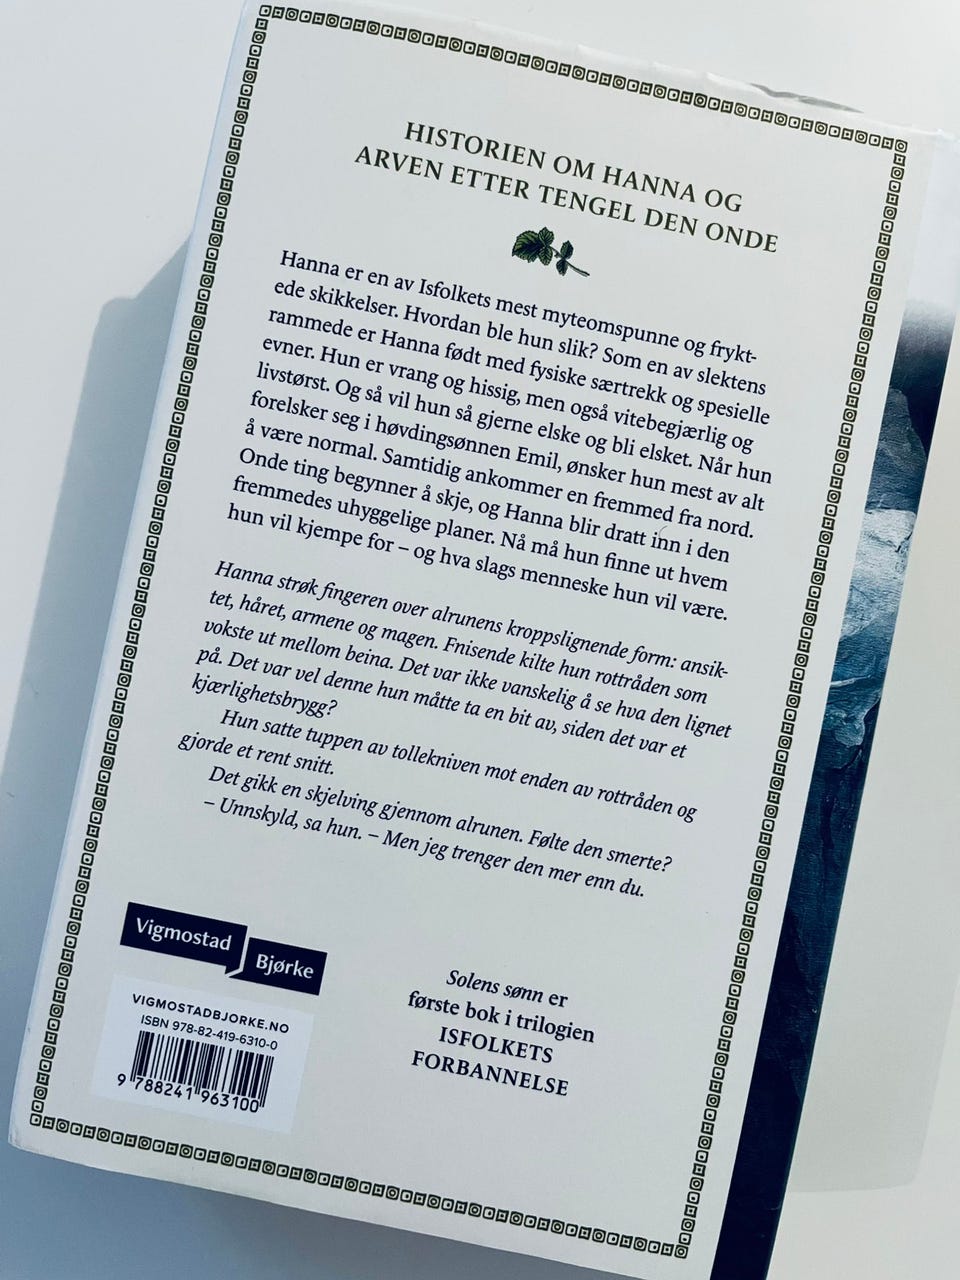 HISTORIEN OM HANNA OG
ARVEN ETTER TENGEL DEN ONDE
Hanna er en av Isfolkets mest myteomspunne og frykt-
ede skikkelser. Hvordan ble hun slik? Som en av slektens
rammede er Hanna født med fysiske særtrekk og spesielle
evner. Hun er vrang og hissig, men også vitebegjærlig og
livstørst. Og så vil hun så gjerne elske og bli elsket. Når hun
forelsker seg i høvdingsønnen Emil, ønsker hun mest av alt
å være normal. Samtidig ankommer en fremmed fra nord.
Onde ting begynner å skje, og Hanna blir dratt inn i den
fremmedes uhyggelige planer. Nå må hun finne ut hvem
hun vil kjempe for – og hva slags menneske hun vil være.
Hanna strøk fingeren over alrunens kroppslignende form: ansik-
tet, håret, armene og magen. Fnisende kilte hun rottråden som
vokste ut mellom beina. Det var ikke vanskelig å se hva den lignet
på. Det var vel denne hun måtte ta en bit av, siden det var et
kjærlighetsbrygg?
Hun satte tuppen av tollekniven mot enden av rottråden og
gjorde et rent snitt.
Det gikk en skjelving gjennom alrunen. Følte den smerte?
– Unnskyld, sa hun. – Men jeg trenger den mer enn du.
Vigmostad
Bjørke
VIGMOSTADBJORKE.NO
ISBN 978-82-419-6310-0
9 788241 963100
Solens sønn er
første bok i trilogien
ISFOLKETS
FORBANNELSE